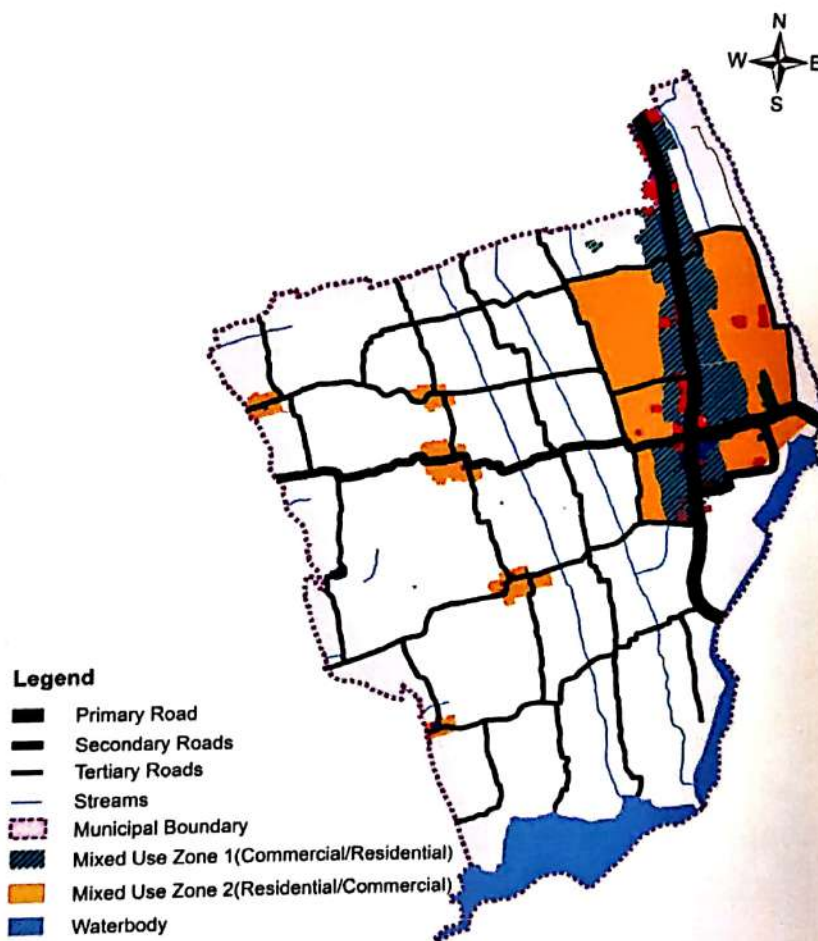 N
W E
S
Legend
Primary Road
Secondary Roads
Tertiary Roads
Streams
Municipal Boundary
Mixed Use Zone 1(Commercial/Residential)
Mixed Use Zone 2(Residential/Commercial)
Waterbody